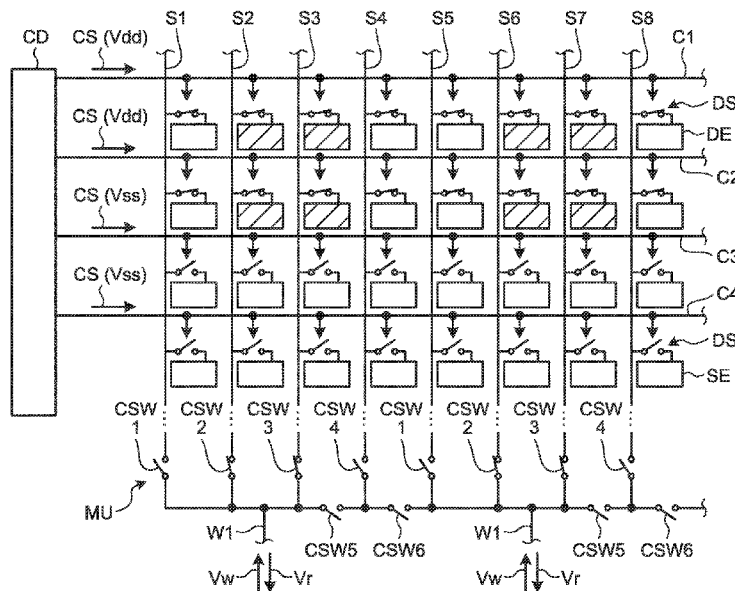 S1 S2 S3 S4 S5 S6 S7 S8
CD CS (Vdd) C1
DS
CS (Vdd) DE
C2
CS (Vss)
C3
CS (Vss)
C4
DS
SE
CSW 1 CSW 2 CSW 3 CSW 4 CSW 1 CSW 2 CSW 3 CSW 4
MU
W1 CSW5 CSW6 W1 CSW5 CSW6
Vw Vr Vw Vr